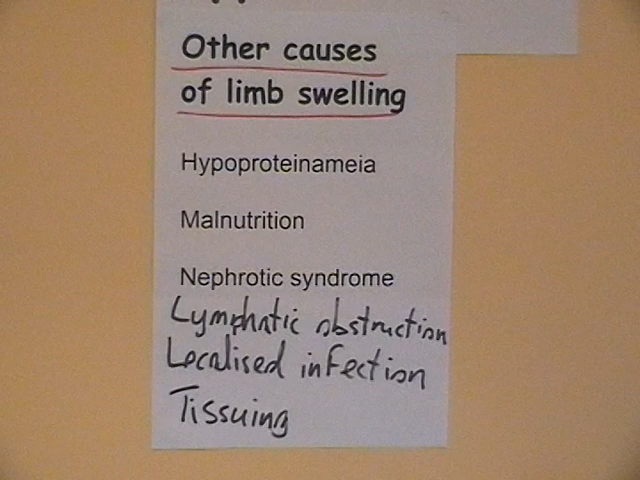 Other causes
of limb swelling
Hypoproteinameia
Malnutrition
Nephrotic syndrome
Lymphatic obstruction
Localised infection
Tissuing